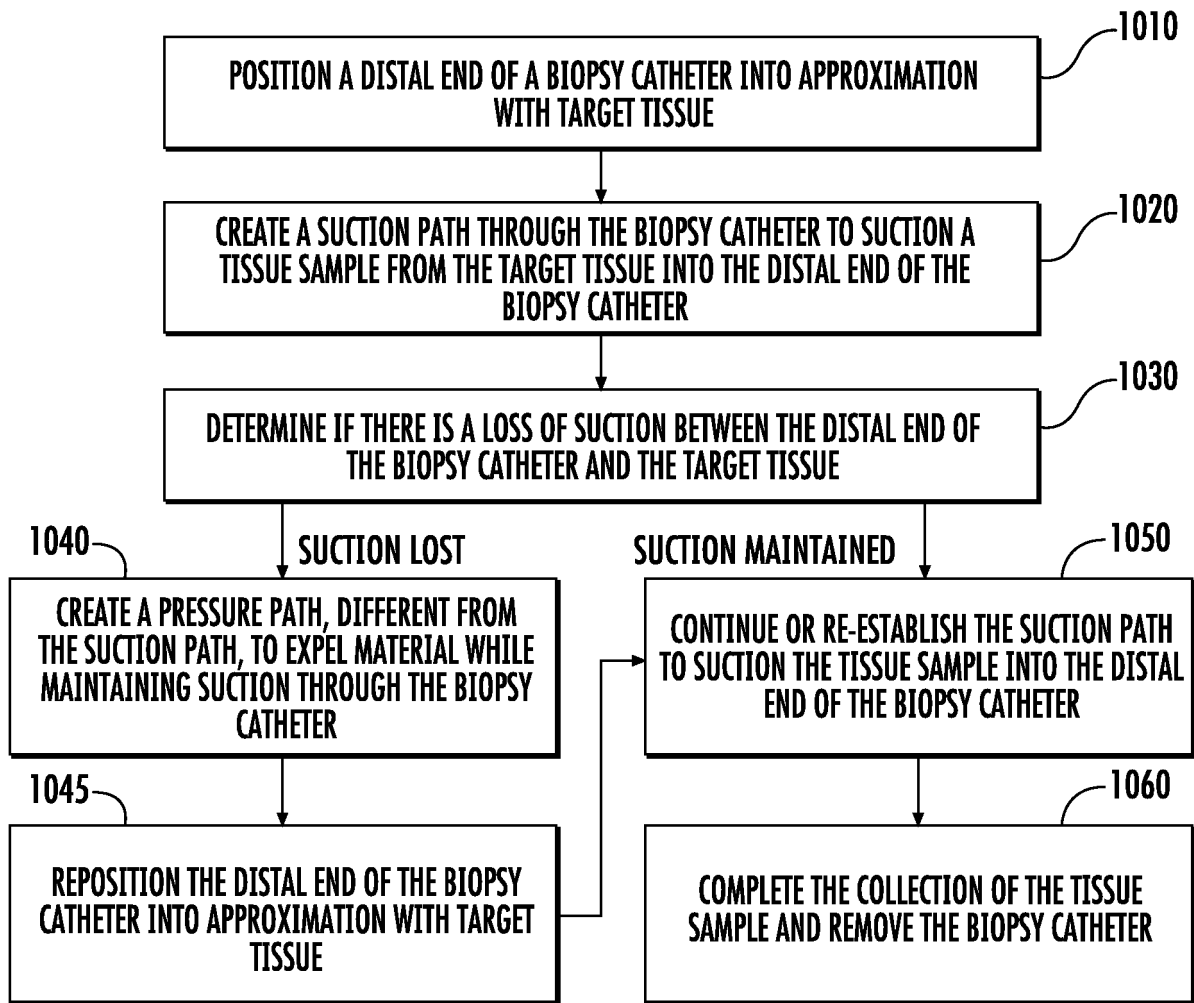 1010
POSITION A DISTAL END OF A BIOPSY CATHETER INTO APPROXIMATION
WITH TARGET TISSUE
1020
CREATE A SUCTION PATH THROUGH THE BIOPSY CATHETER TO SUCTION A
TISSUE SAMPLE FROM THE TARGET TISSUE INTO THE DISTAL END OF THE
BIOPSY CATHETER
1030
DETERMINE IF THERE IS A LOSS OF SUCTION BETWEEN THE DISTAL END OF
THE BIOPSY CATHETER AND THE TARGET TISSUE
SUCTION LOST
SUCTION MAINTAINED
1040
CREATE A PRESSURE PATH, DIFFERENT FROM
THE SUCTION PATH, TO EXPEL MATERIAL WHILE
MAINTAINING SUCTION THROUGH THE BIOPSY
CATHETER
1045
REPOSITION THE DISTAL END OF THE BIOPSY
CATHETER INTO APPROXIMATION WITH TARGET
TISSUE
1050
CONTINUE OR RE-ESTABLISH THE SUCTION PATH
TO SUCTION THE TISSUE SAMPLE INTO THE DISTAL
END OF THE BIOPSY CATHETER
1060
COMPLETE THE COLLECTION OF THE TISSUE
SAMPLE AND REMOVE THE BIOPSY CATHETER